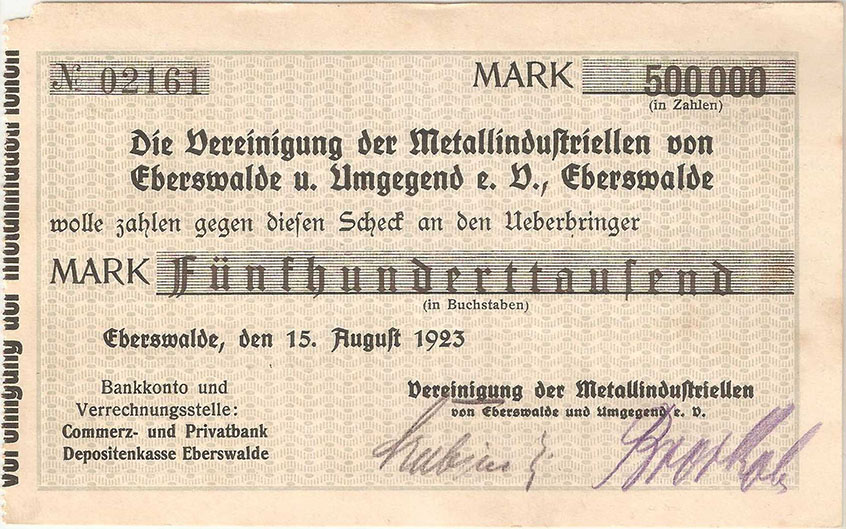 № 02161
MARK 500 000
(in Zahlen)
Die Vereinigung der Metallindustriellen von
Eberswalde u. Umgegend e. V., Eberswalde
wolle zahlen gegen diesen Scheck an den Ueberbringer
MARK Fünfhunderttausend
(in Buchstaben)
Eberswalde, den 15. August 1923
Bankkonto und
Verrechnungsstelle:
Commerz- und Privatbank
Depositenkasse Eberswalde
Vereinigung der Metallindustriellen
von Eberswalde und Umgegend e. V.